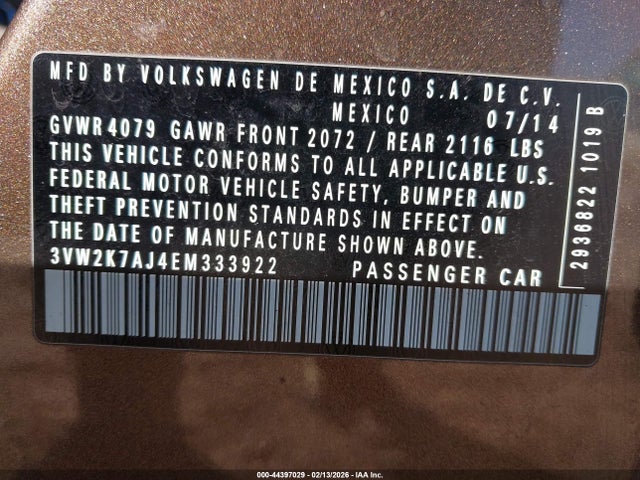 MFD BY VOLKSWAGEN DE MEXICO S.A. DE C.V.
MEXICO 07/14
GVWR 4079 GAWR FRONT 2072 / REAR 2116 LBS
THIS VEHICLE CONFORMS TO ALL APPLICABLE U.S.
FEDERAL MOTOR VEHICLE SAFETY, BUMPER AND
THEFT PREVENTION STANDARDS IN EFFECT ON
THE DATE OF MANUFACTURE SHOWN ABOVE.
3VW2K7AJ4EM333922 PASSENGER CAR
2936822 1019 B
000-44397029 - 02/13/2026 - IAA Inc.